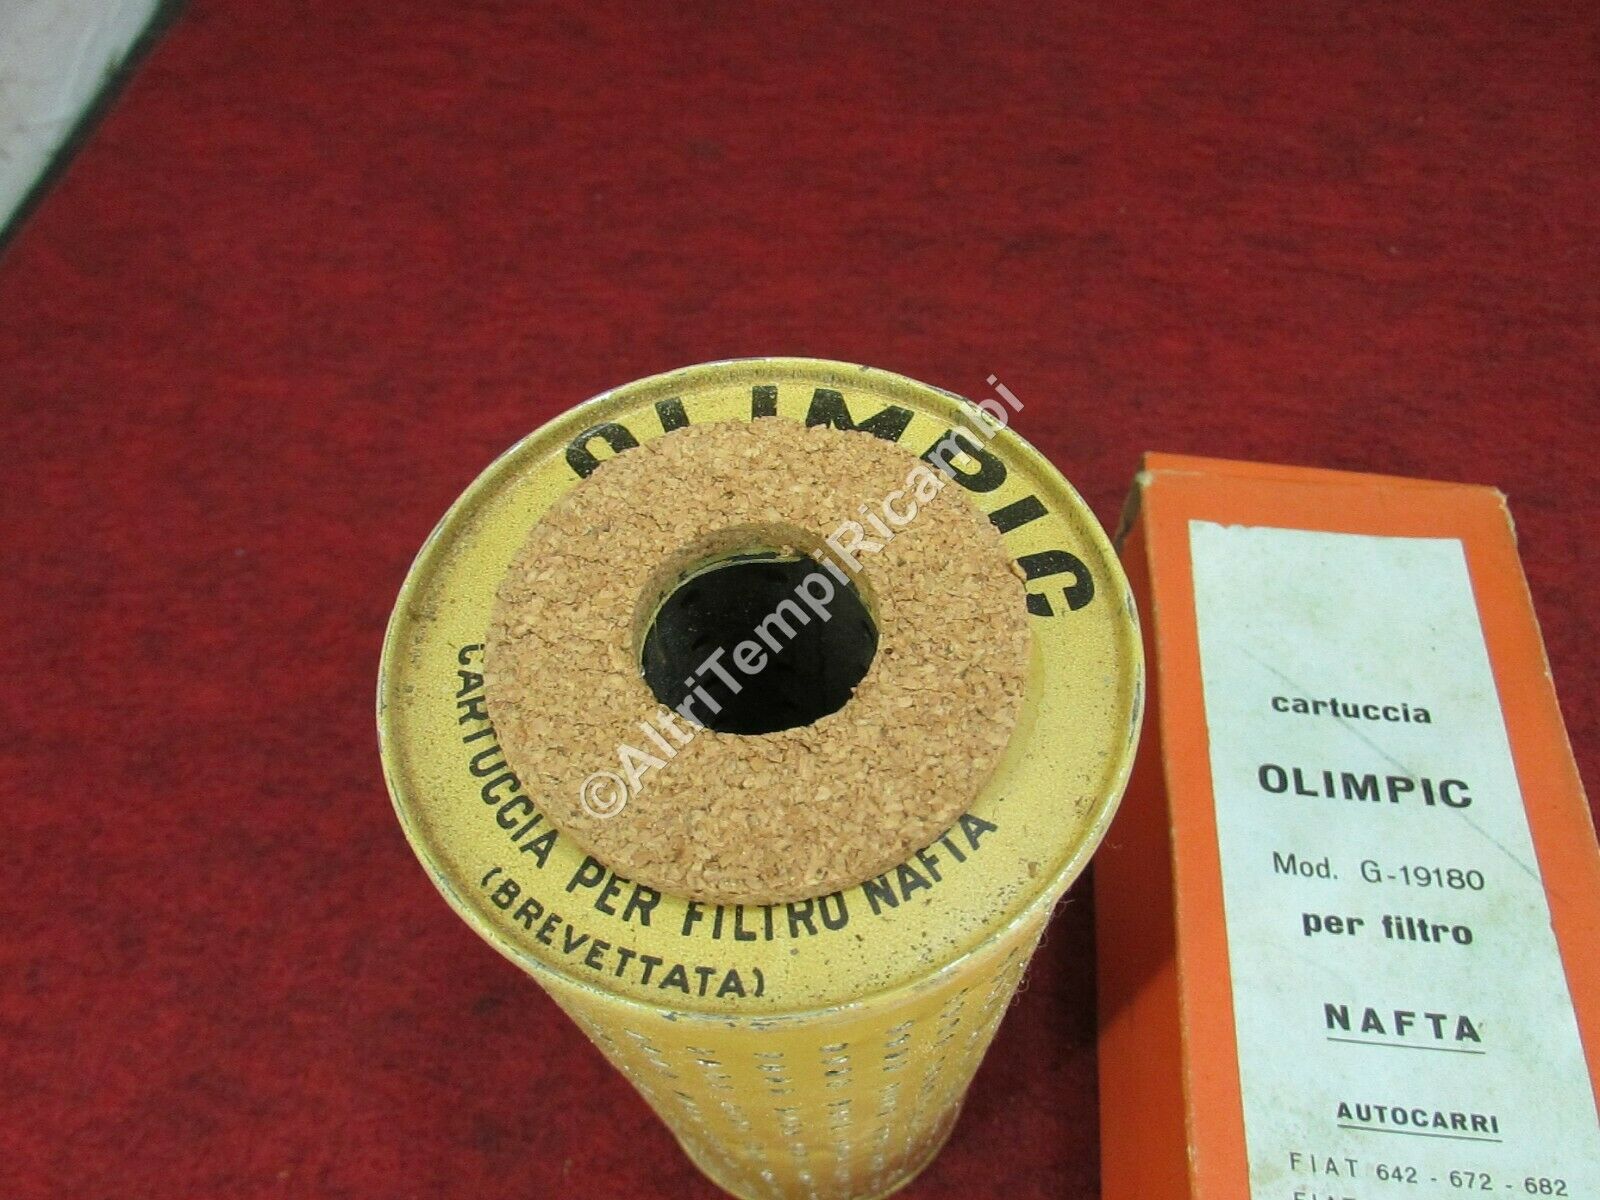 OLIMPIC
CARTUCCIA PER FILTRO NAFTA
(BREVETTATA)
©AltriTempiRicambi
cartuccia
OLIMPIC
Mod. G-19180
per filtro
NAFTA
AUTOCARRI
FIAT 642 - 672 - 682
FIAT